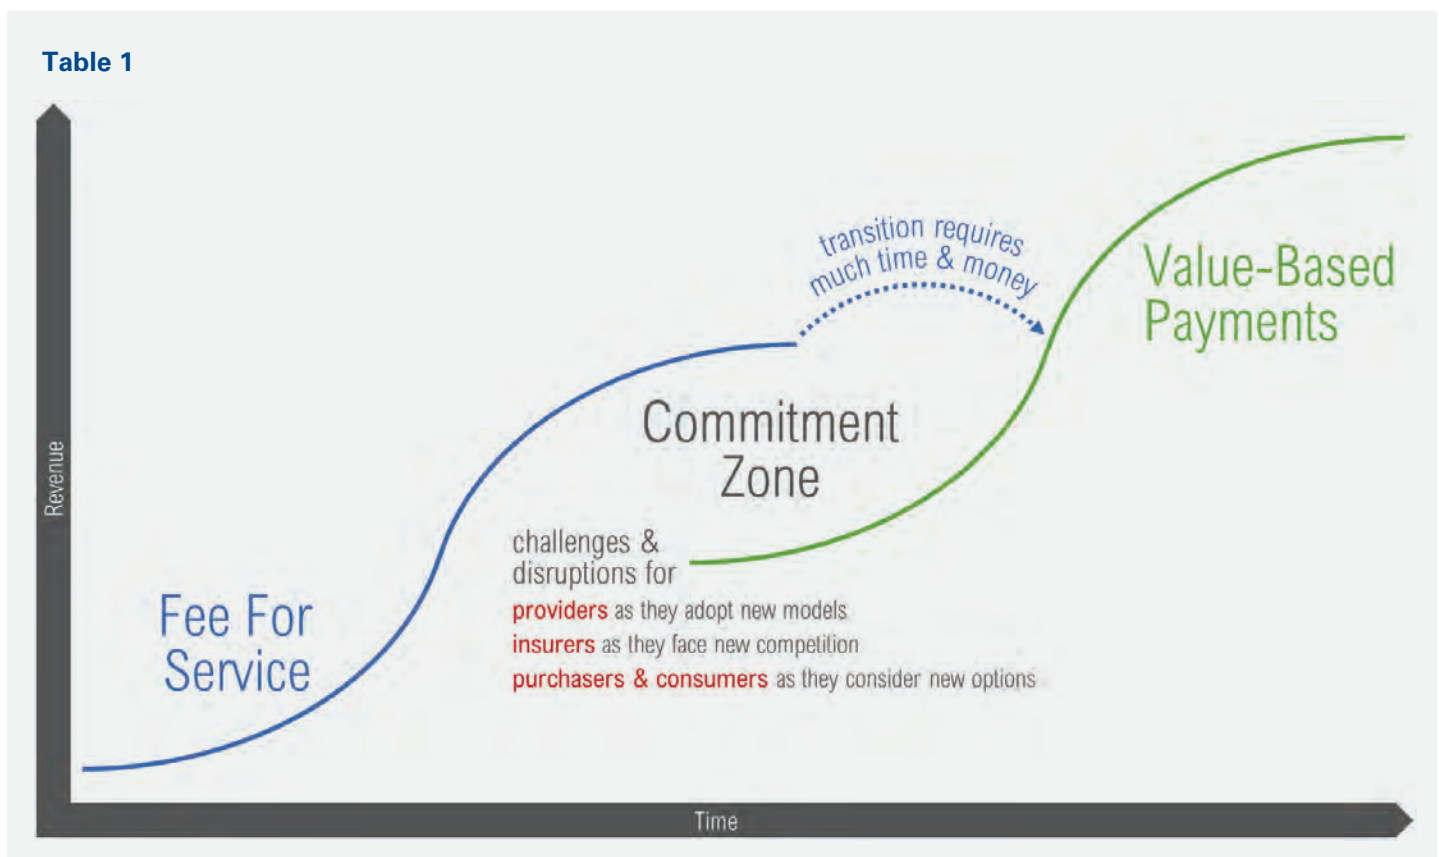 Table 1
transition requires
much time & money
Value-Based
Payments
Commitment
Zone
Revenue
challenges &
disruptions for
providers as they adopt new models
insurers as they face new competition
purchasers & consumers as they consider new options
Fee For
Service
Time